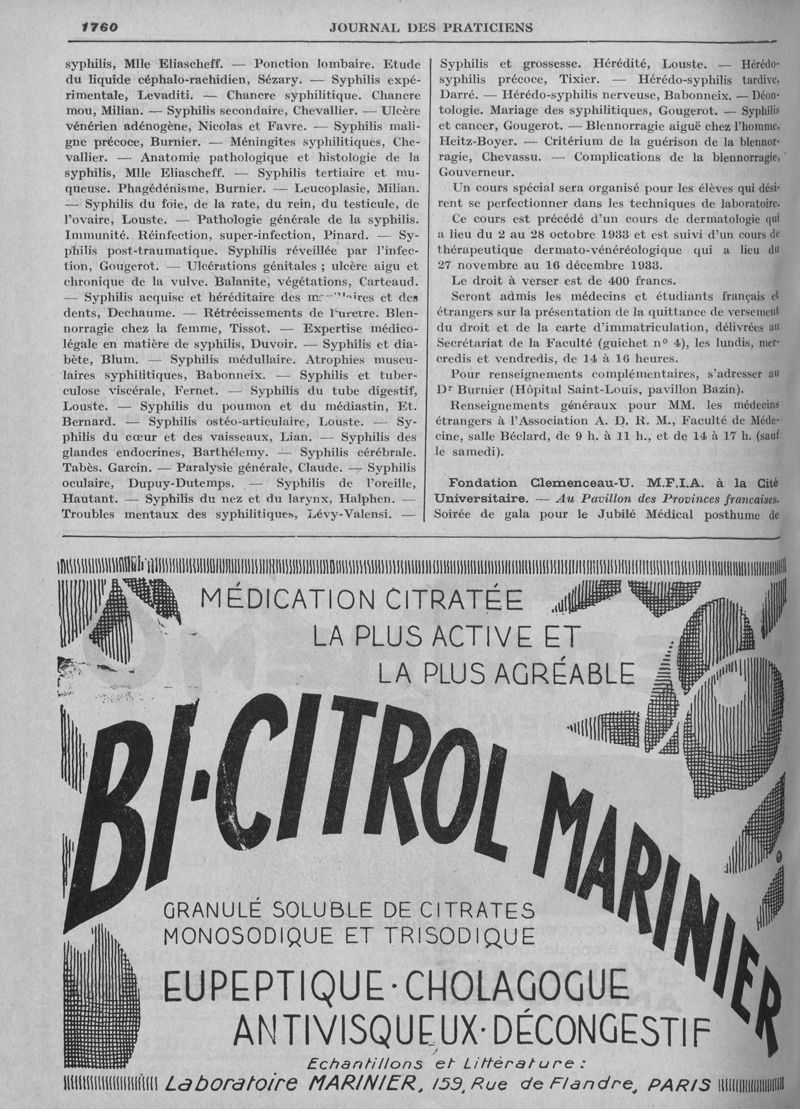 1760
JOURNAL DES PRATICIENS
syphilis, Mlle Eliascheff. — Ponction lombaire. Etude
du liquide céphalo-rachidien, Sézary. — Syphilis expé-
rimentale, Levaditi. — Chancre syphilitique. Chancre
mou, Milian. — Syphilis secondaire, Chevallier. — Ulcère
vénérien adénogène, Nicolas et Favre. — Syphilis mali-
gne précoce, Burnier. — Méningites syphilitiques, Che-
vallier. — Anatomie pathologique et histologie de la
syphilis, Mlle Eliascheff. — Syphilis tertiaire et mu-
queuse. Phagédénisme, Burnier. — Leucoplasie, Milian.
— Syphilis du foie, de la rate, du rein, du testicule, de
l'ovaire, Louste. — Pathologie générale de la syphilis.
Immunité. Réinfection, super-infection, Pinard. — Sy-
philis post-traumatique. Syphilis réveillée par l'infec-
tion, Gougerot. — Ulcérations génitales ; ulcère aigu et
chronique de la vulve. Balanite, végétations, Carteaud.
— Syphilis acquise et héréditaire des et des
dents, Dechaume. — Rétrécissements de l'uretre. Blen-
norragie chez la femme, Tissot. — Expertise médico-
légale en matière de syphilis, Duvoir. — Syphilis et dia-
bète, Blum. — Syphilis médullaire. Atrophies muscu-
laires syphilitiques, Babonneix. — Syphilis et tuber-
culose viscérale, Fernet. — Syphilis du tube digestif,
Louste. — Syphilis du poumon et du médiastin, Et.
Bernard. — Syphilis ostéo-articulaire, Louste. — Sy-
philis du cœur et des vaisseaux, Lian. — Syphilis des
glandes endocrines, Barthélemy. — Syphilis cérébrale.
Tabès. Garcin. — Paralysie générale, Claude. — Syphilis
oculaire, Dupuy-Dutemps. — Syphilis de l'oreille,
Hautant. — Syphilis du nez et du larynx, Halphen. —
Troubles mentaux des syphilitiques, Lévy-Valensi. —
Syphilis et grossesse. Hérédité, Louste. — Hérédo-
syphilis précoce, Tixier. — Hérédo-syphilis tardive,
Darré. — Hérédo-syphilis nerveuse, Babonneix. — Déon-
tologie. Mariage des syphilitiques, Gougerot. — Syphilis
et cancer, Gougerot. — Blennorragie aiguë chez l'homme,
Heitz-Boyer. — Critérium de la guérison de la blennor-
ragie, Chevassu. — Complications de la blennorragie,
Gouverneur.
Un cours spécial sera organisé pour les élèves qui dési-
rent se perfectionner dans les techniques de laboratoire.
Ce cours est précédé d'un cours de dermatologie qui
a lieu du 2 au 28 octobre 1933 et est suivi d'un cours de
thérapeutique dermato-vénéréologique qui a lieu du
27 novembre au 16 décembre 1933.
Le droit à verser est de 400 francs.
Seront admis les médecins et étudiants français et
étrangers sur la présentation de la quittance de versement
du droit et de la carte d'immatriculation, délivrées au
Secrétariat de la Faculté (guichet nº 4), les lundis, mer-
credis et vendredis, de 14 à 16 heures.
Pour renseignements complémentaires, s'adresser au
Dr Burnier (Hôpital Saint-Louis, pavillon Bazin).
Renseignements généraux pour MM. les médecins
étrangers à l'Association A. D. R. M., Faculté de Méde-
cine, salle Béclard, de 9 h. à 11 h., et de 14 à 17 h. (sauf
le samedi).
Fondation Clemenceau-U. M.F.I.A. à la Cité
Universitaire. — Au Pavillon des Provinces francaises.
Soirée de gala pour le Jubilé Médical posthume de
MÉDICATION CITRATÉE
LA PLUS ACTIVE ET
LA PLUS AGRÉABLE
BI-CITROL MARINIER
GRANULÉ SOLUBLE DE CITRATES
MONOSODIQUE ET TRISODIQUE
EUPEPTIQUE · CHOLAGOGUE
ANTIVISQUEUX · DÉCONGESTIF
Echantillons et Littérature :
Laboratoire MARINIER, 159, Rue de Flandre, PARIS